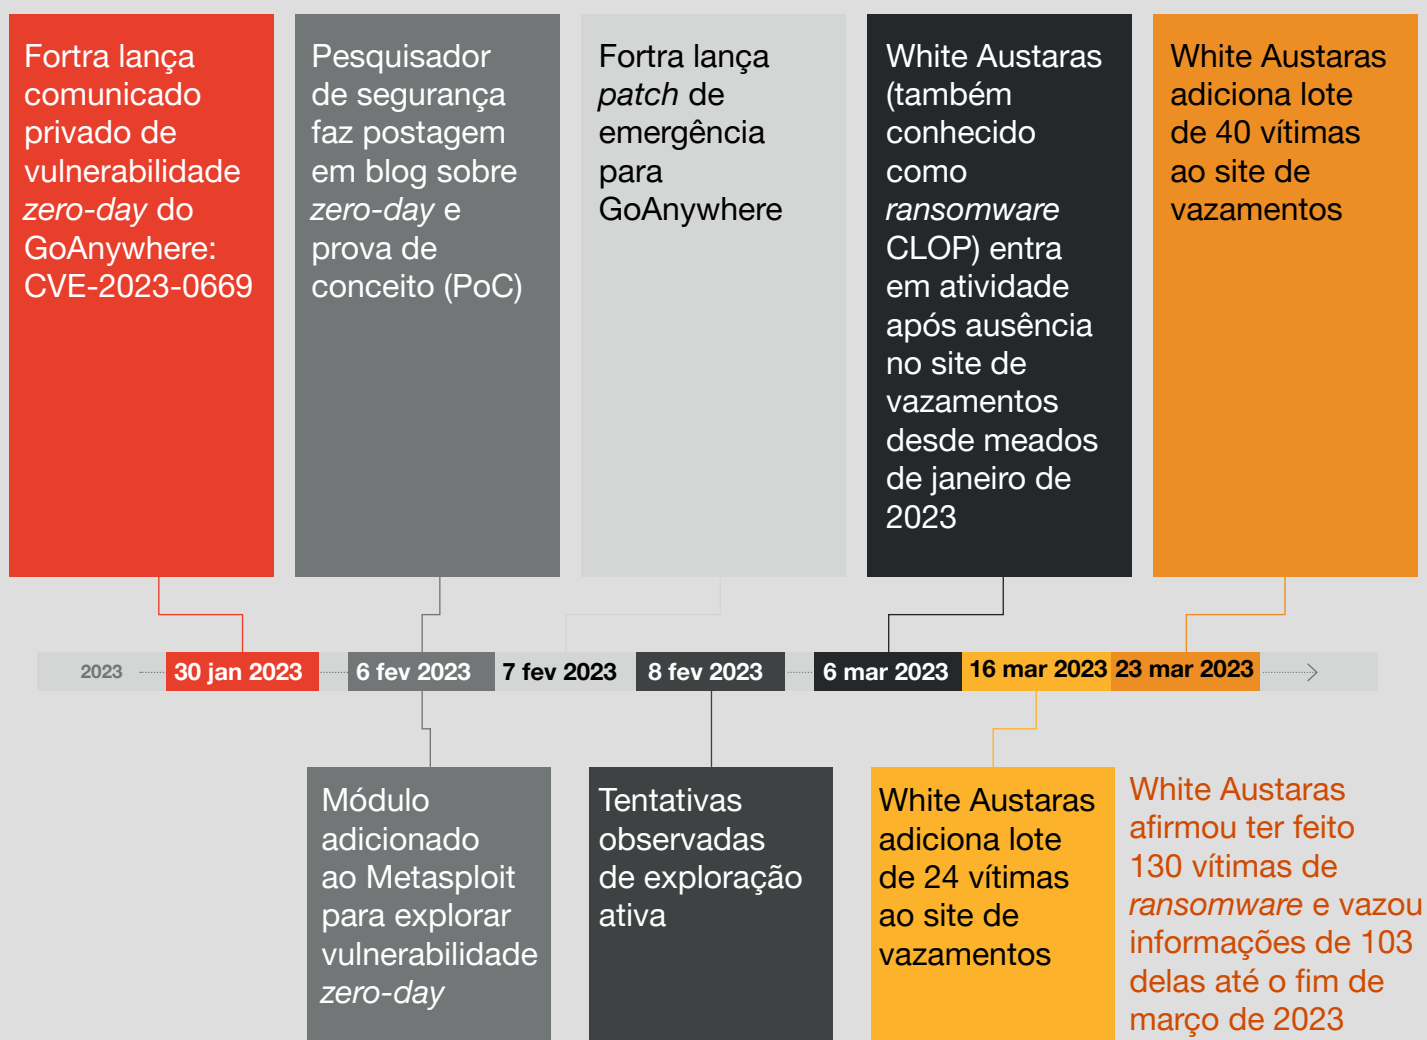 Fortra lança
comunicado
privado de
vulnerabilidade
zero-day do
GoAnywhere:
CVE-2023-0669
Pesquisador
de segurança
faz postagem
em blog sobre
zero-day e
prova de
conceito (PoC)
Fortra lança
patch de
emergência
para
GoAnywhere
White Austaras
(também
conhecido
como
ransomware
CLOP) entra
em atividade
após ausência
no site de
vazamentos
desde meados
de janeiro de
2023
White Austaras
adiciona lote
de 40 vítimas
ao site de
vazamentos
2023 30 jan 2023 6 fev 2023 7 fev 2023 8 fev 2023 6 mar 2023 16 mar 2023 23 mar 2023
Módulo
adicionado
ao Metasploit
para explorar
vulnerabilidade
zero-day
Tentativas
observadas
de exploração
ativa
White Austaras
adiciona lote
de 24 vítimas
ao site de
vazamentos
White Austaras
afirmou ter feito
130 vítimas de
ransomware e vazou
informações de 103
delas até o fim de
março de 2023